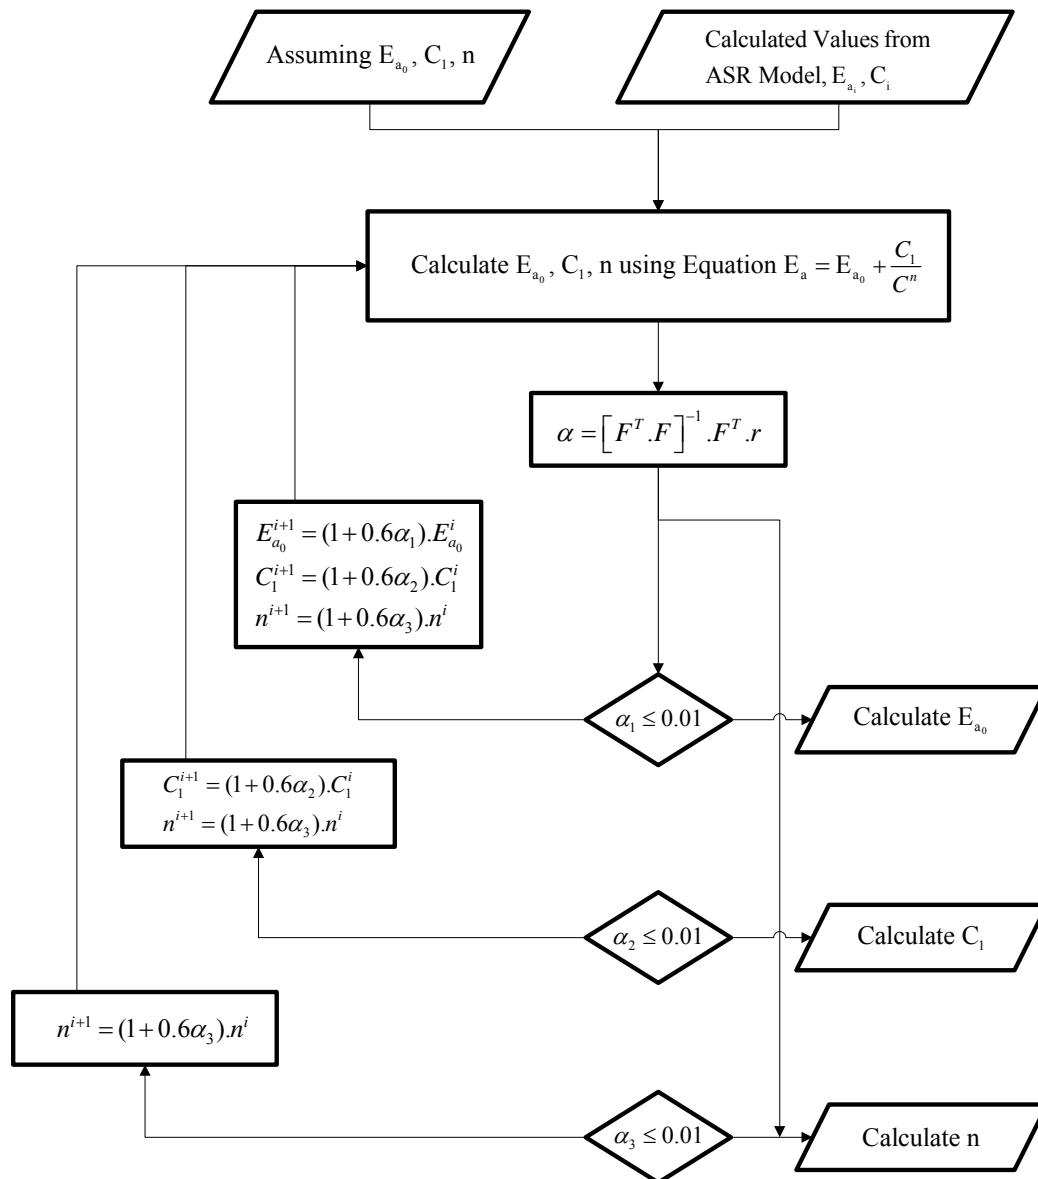 Assuming E_{a_0}, C_1, n
Calculated Values from
ASR Model, E_{a_i}, C_i
Calculate E_{a_0}, C_1, n using Equation E_a = E_{a_0} + \frac{C_1}{C^n}
α = [F^T.F]^{-1}.F^T.r
E_{a_0}^{i+1} = (1+0.6α_1).E_{a_0}^i
C_1^{i+1} = (1+0.6α_2).C_1^i
n^{i+1} = (1+0.6α_3).n^i
α_1 ≤ 0.01
Calculate E_{a_0}
C_1^{i+1} = (1+0.6α_2).C_1^i
n^{i+1} = (1+0.6α_3).n^i
α_2 ≤ 0.01
Calculate C_1
n^{i+1} = (1+0.6α_3).n^i
α_3 ≤ 0.01
Calculate n